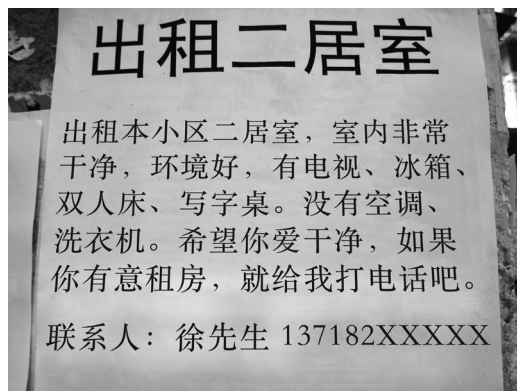 出租二居室
出租本小区二居室，室内非常
干净，环境好，有电视、冰箱、
双人床、写字桌。没有空调、
洗衣机。希望你爱干净，如果
你有意租房，就给我打电话吧。
联系人：徐先生 137182XXXXX